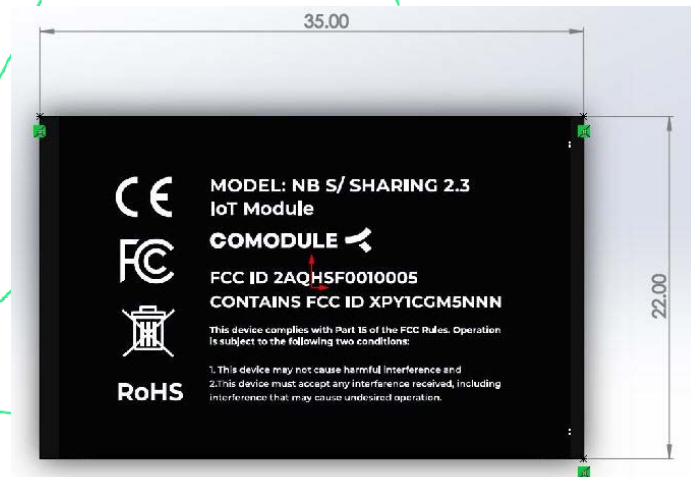 35.00
MODEL: NB S/ SHARING 2.3
IoT Module
COMODULE
FCC ID 2AQHSF0010005
CONTAINS FCC ID XPY1CGM5NNN
This device complies with Part 15 of the FCC Rules. Operation
is subject to the following two conditions:
1. This device may not cause harmful interference and
2.This device must accept any interference received, including
interference that may cause undesired operation.
CE
FC
RoHS
22.00